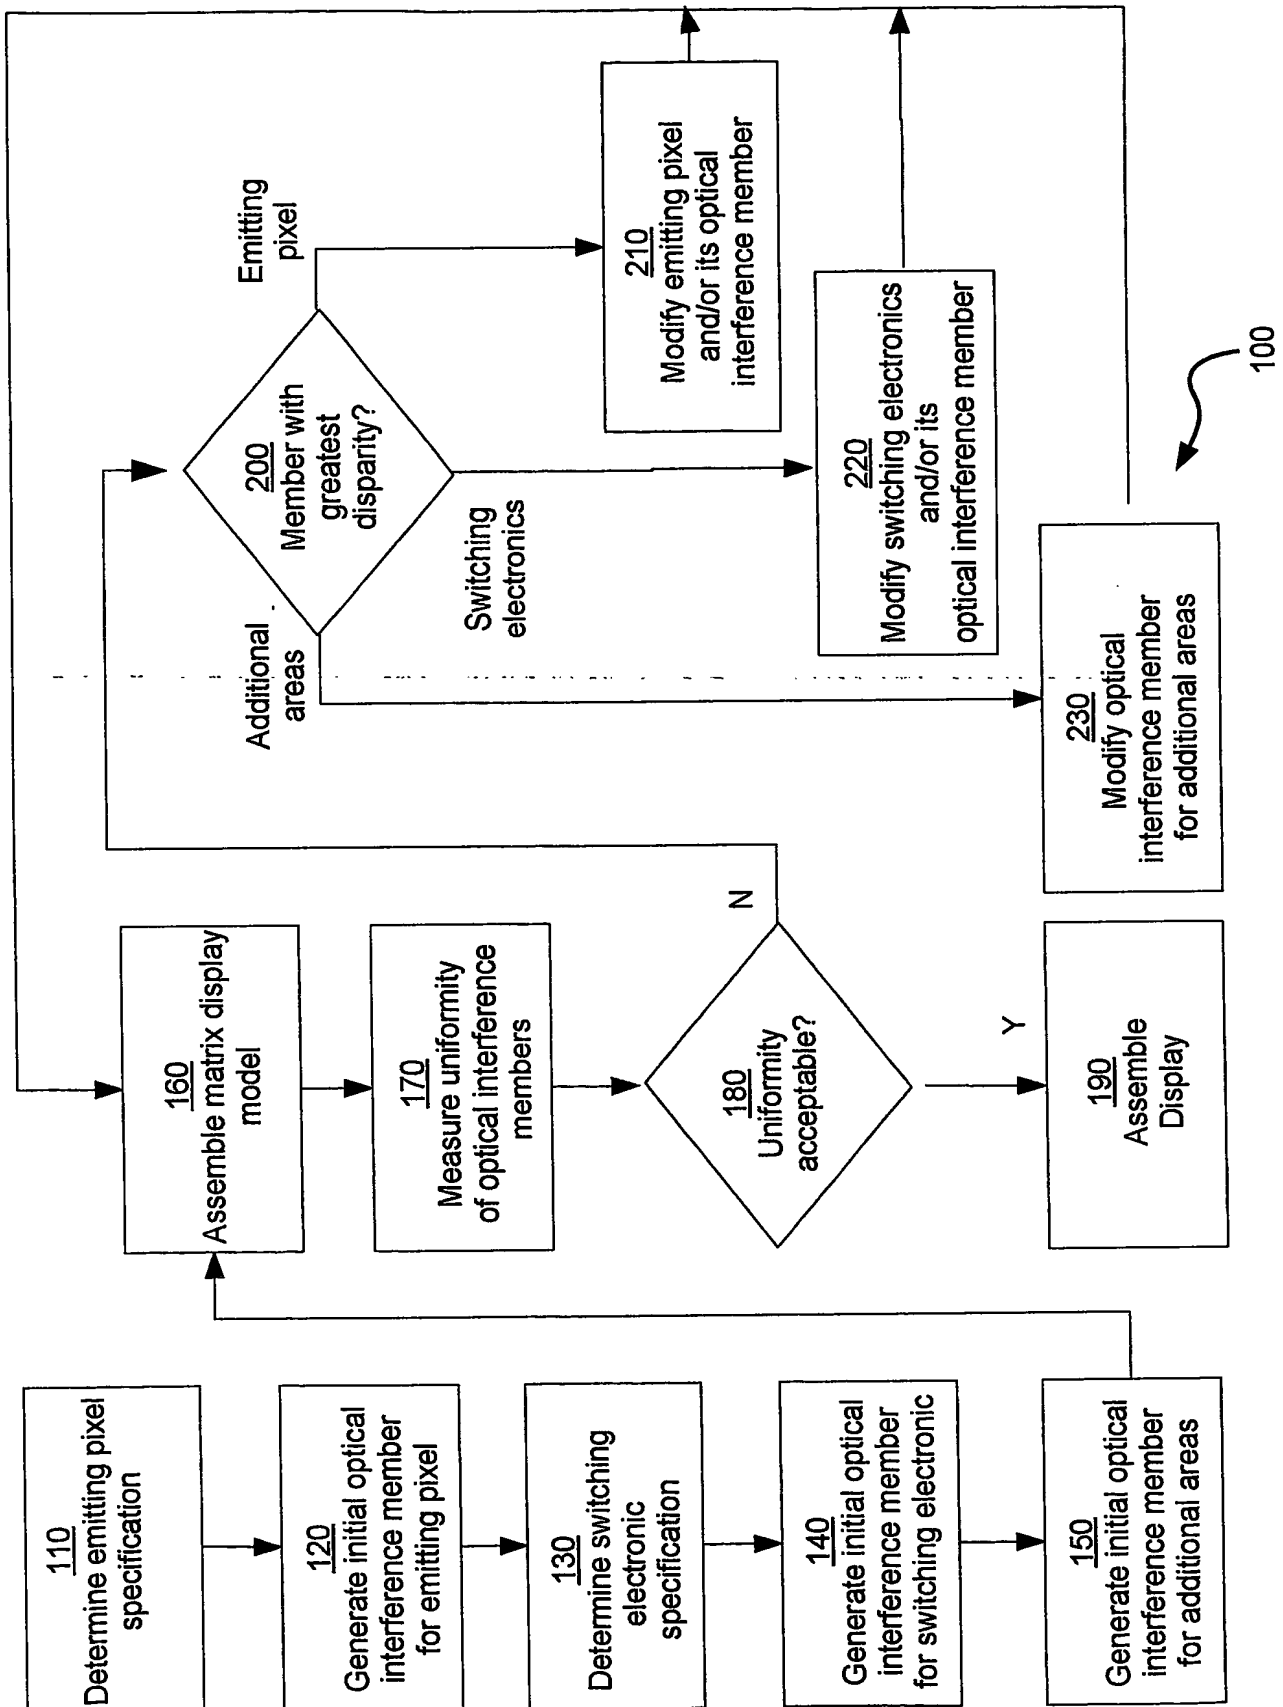 110
Determine emitting pixel
specification
120
Generate initial optical
interference member
for emitting pixel
130
Determine switching
electronic
specification
140
Generate initial optical
interference member
for switching electronic
150
Generate initial optical
interference member
for additional areas
160
Assemble matrix display
model
170
Measure uniformity
of optical interference
members
180
Uniformity
acceptable?
N
Y
190
Assemble
Display
200
Member with
greatest
disparity?
Emitting
pixel
Switching
electronics
Additional
areas
210
Modify emitting pixel
and/or its optical
interference member
220
Modify switching electronics
and/or its
optical interference member
230
Modify optical
interference member
for additional areas
100